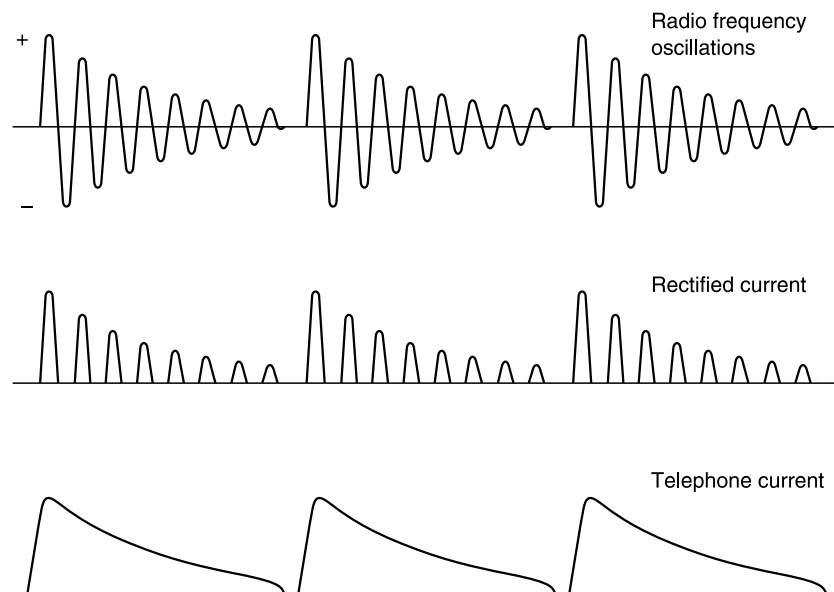 Radio frequency
oscillations
+
–
Rectified current
Telephone current